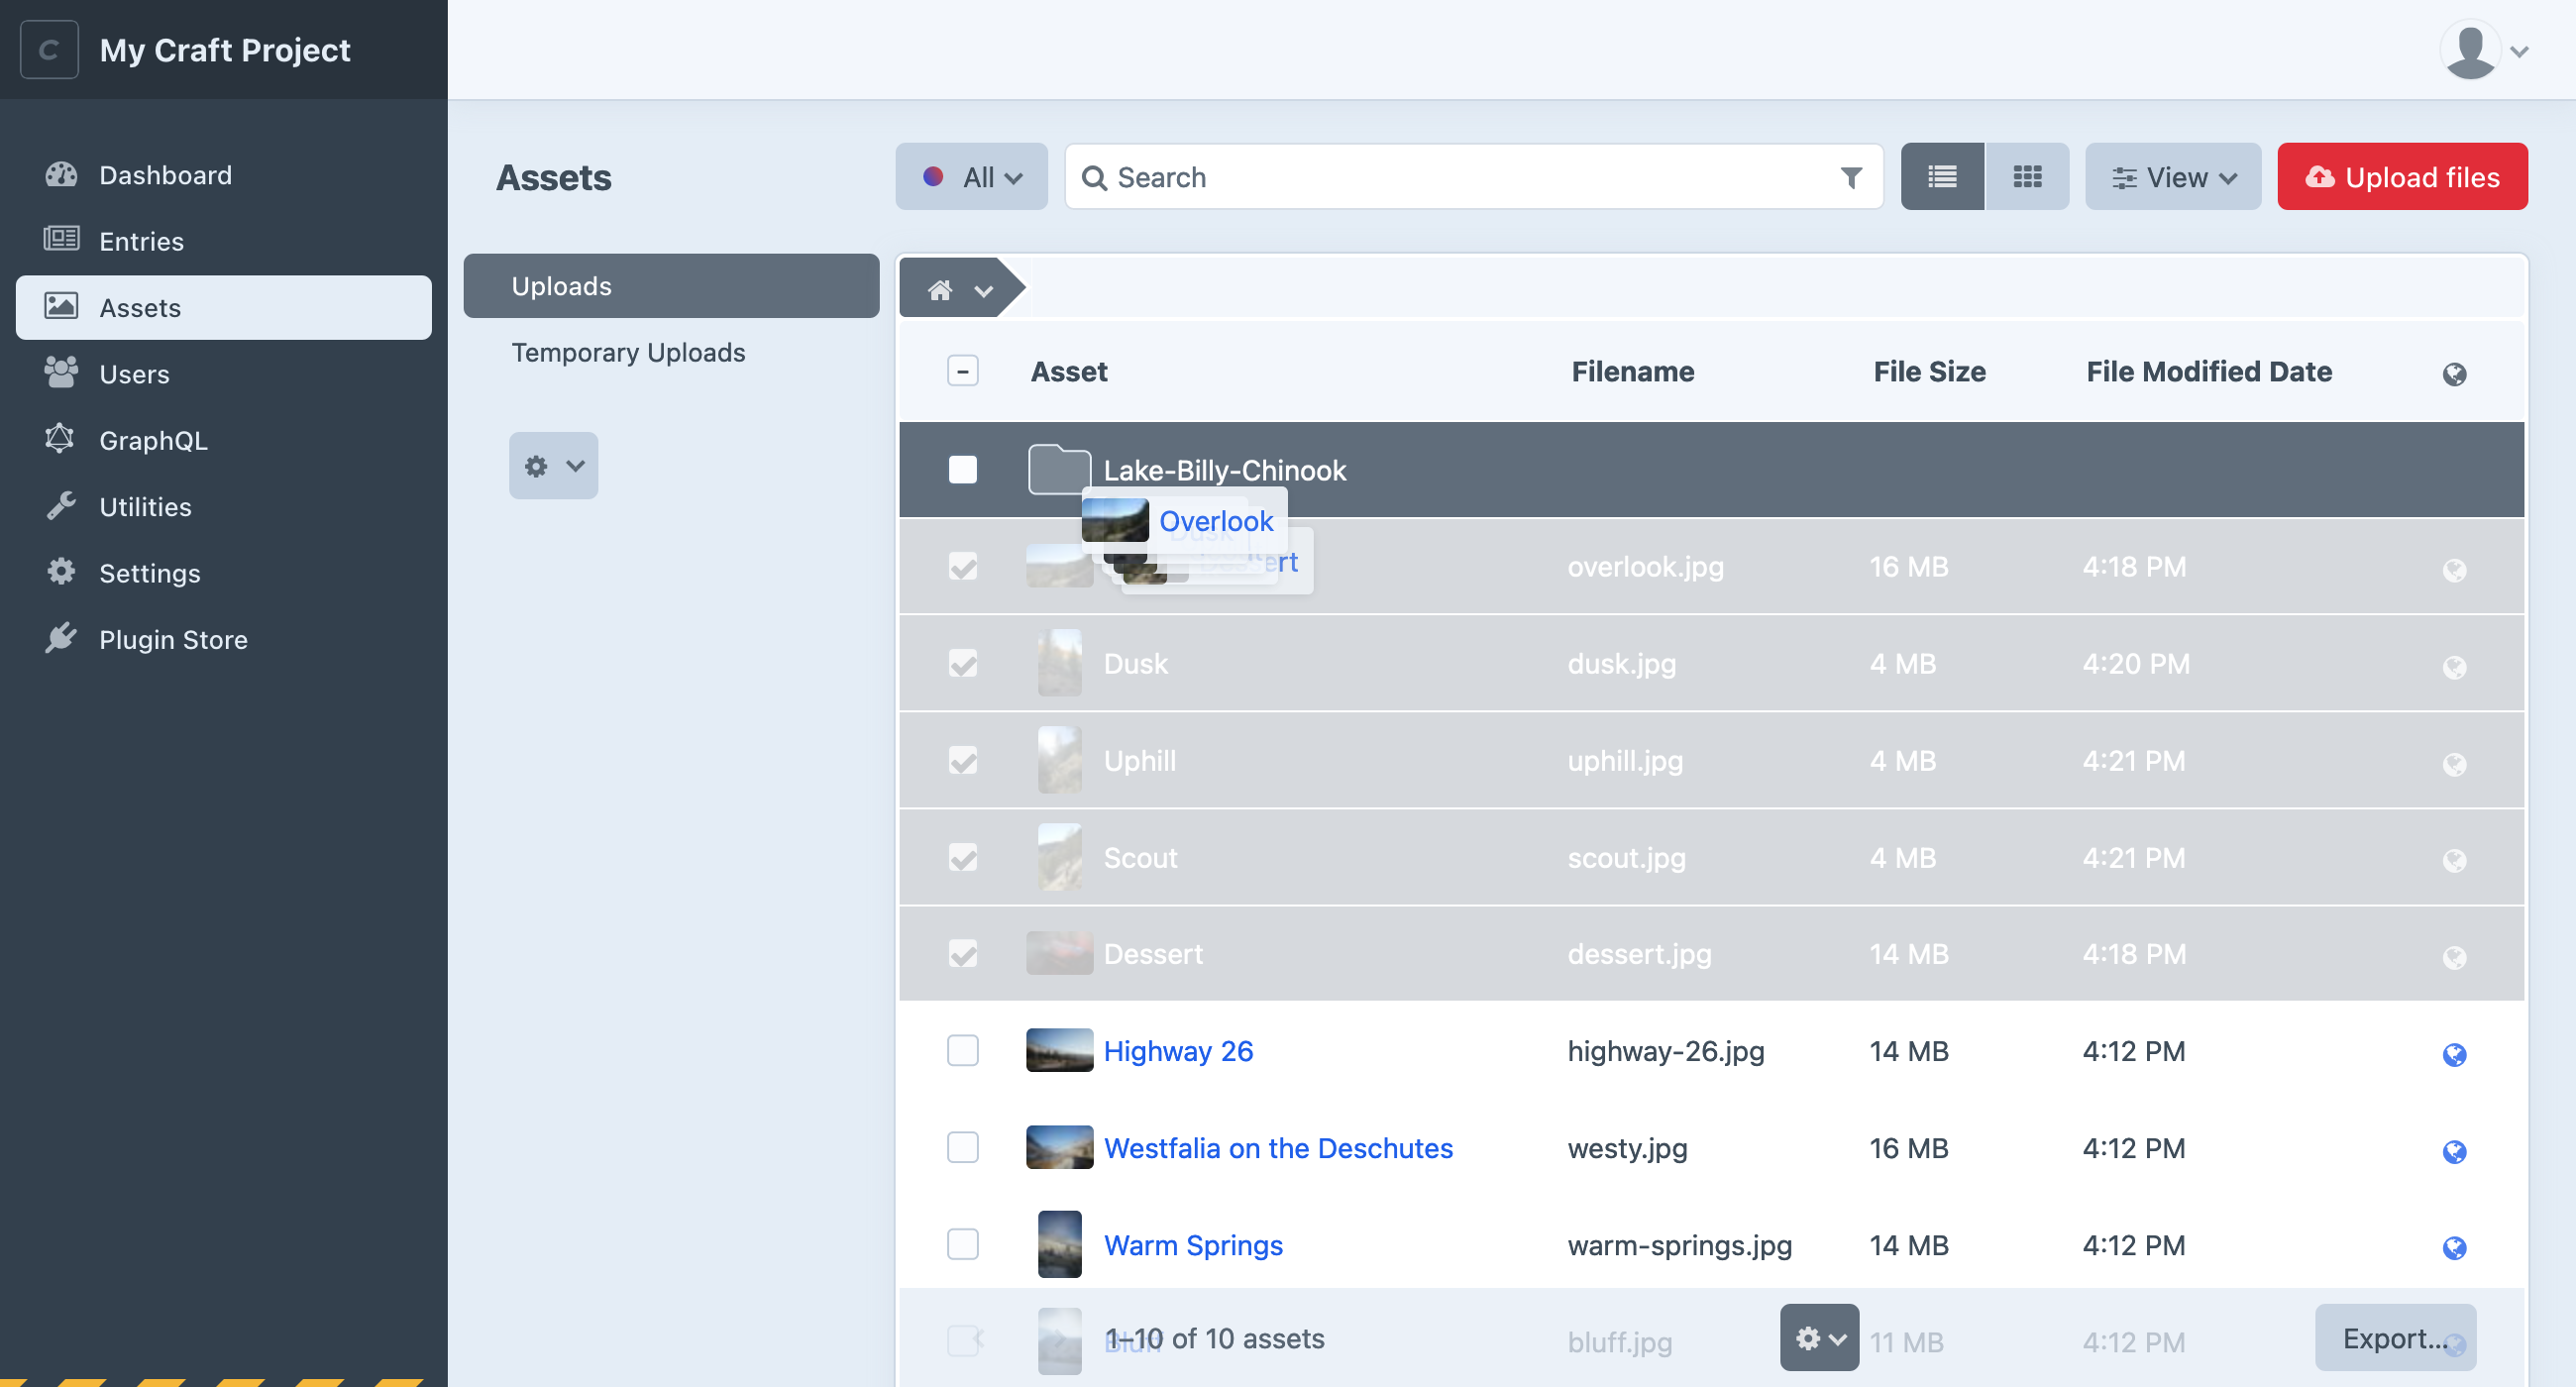 C My Craft Project
Dashboard
Entries
Assets
Users
GraphQL
Utilities
Settings
Plugin Store
Assets
All
Search
View
Upload files
Uploads
Temporary Uploads
Asset Filename File Size File Modified Date
Lake-Billy-Chinook
Overlook
Dusk
Dessert
overlook.jpg 16 MB 4:18 PM
Dusk dusk.jpg 4 MB 4:20 PM
Uphill uphill.jpg 4 MB 4:21 PM
Scout scout.jpg 4 MB 4:21 PM
Dessert dessert.jpg 14 MB 4:18 PM
Highway 26 highway-26.jpg 14 MB 4:12 PM
Westfalia on the Deschutes westy.jpg 16 MB 4:12 PM
Warm Springs warm-springs.jpg 14 MB 4:12 PM
Bluff bluff.jpg 11 MB 4:12 PM
1–10 of 10 assets
Export…